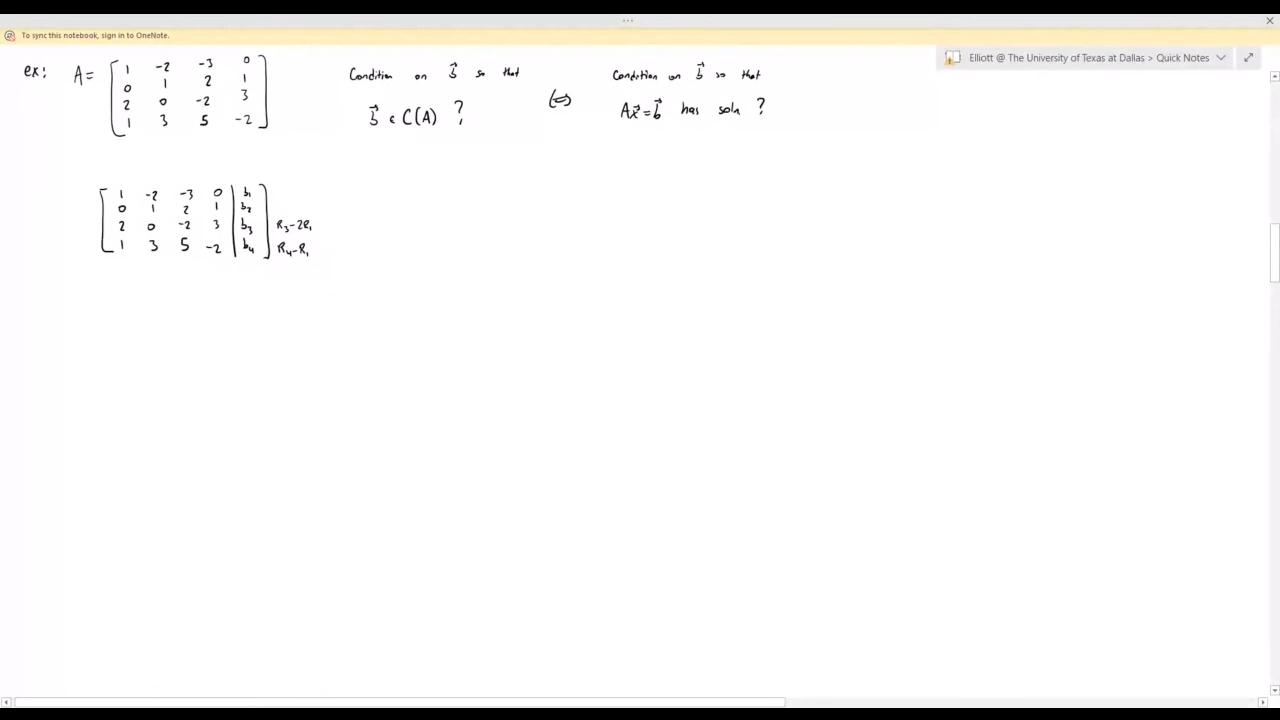 ...
To sync this notebook, sign in to OneNote.
Elliott @ The University of Texas at Dallas > Quick Notes
ex: A = [ 1 -2 -3 0
0 1 2 1
2 0 -2 3
1 3 5 -2 ]
Condition on b⃗ so that
b⃗ ∈ C(A) ?
⇔
Condition on b⃗ so that
Ax⃗ = b⃗ has soln ?
[ 1 -2 -3 0 | b₁
0 1 2 1 | b₂
2 0 -2 3 | b₃ R₃-2R₁
1 3 5 -2 | b₄ ] R₄-R₁